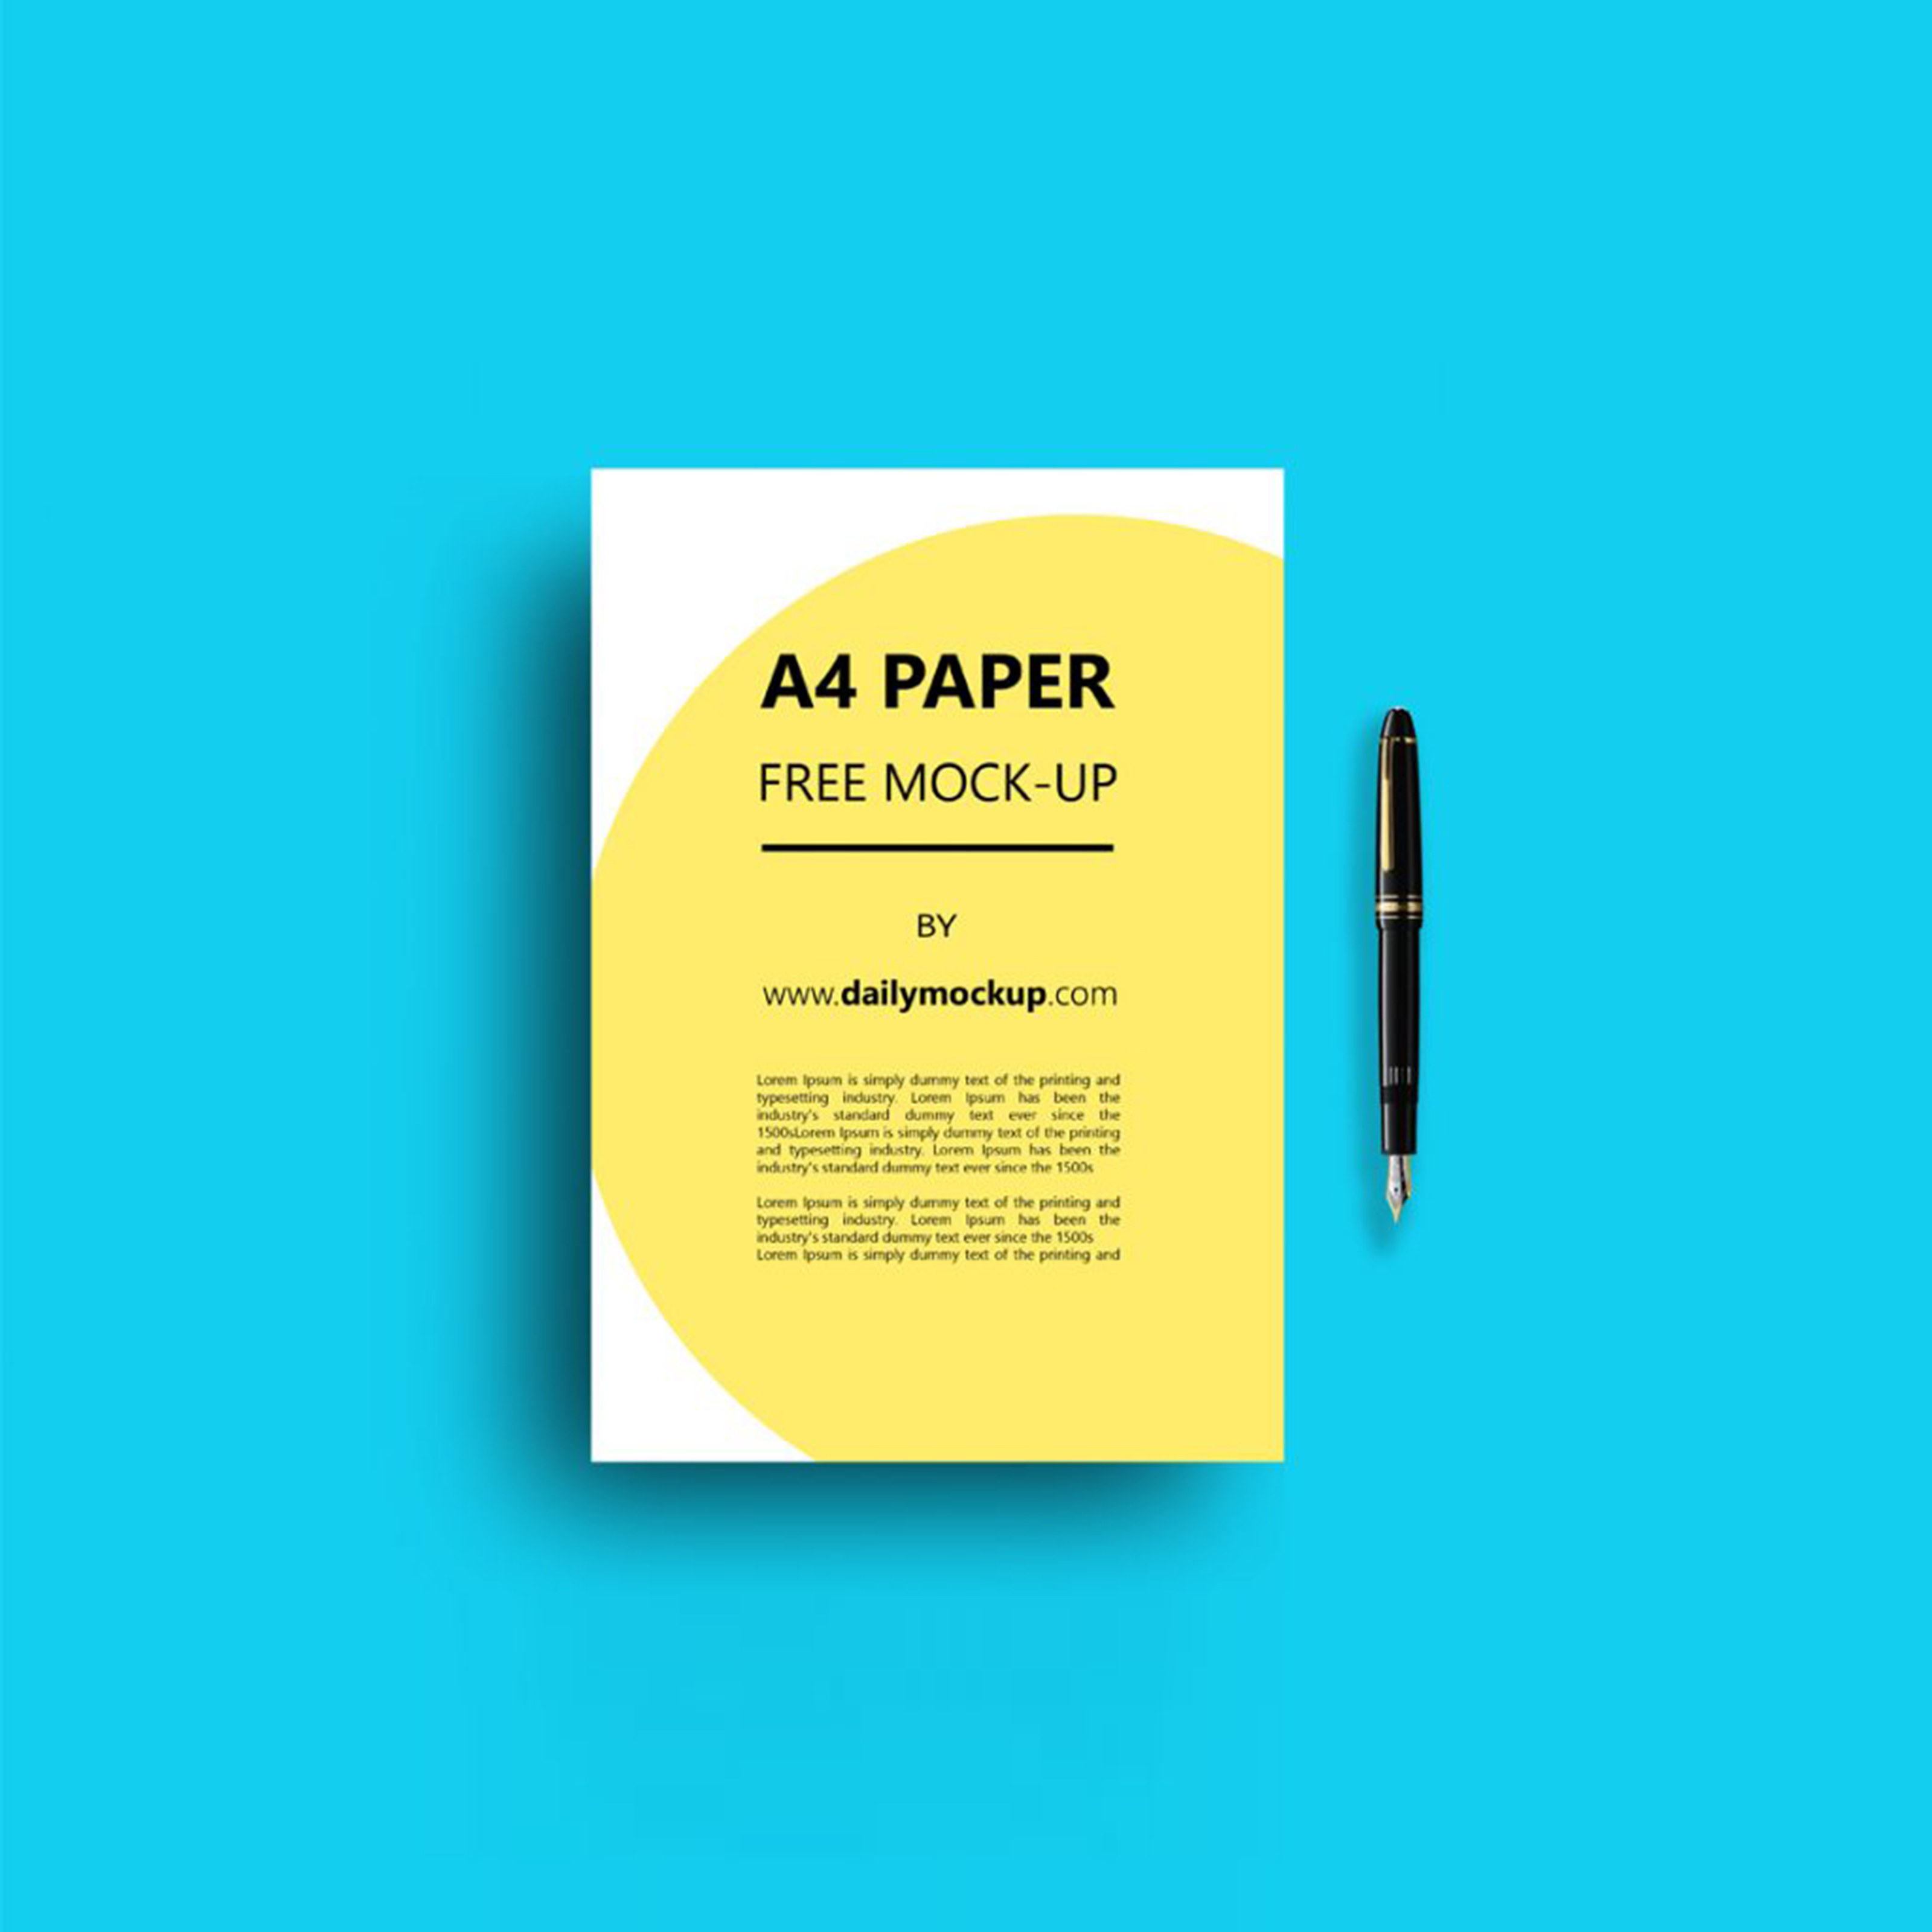 A4 PAPER
FREE MOCK-UP
BY
www.dailymockup.com
Lorem Ipsum is simply dummy text of the printing and
typesetting industry. Lorem Ipsum has been the
industry's standard dummy text ever since the
1500sLorem Ipsum is simply dummy text of the printing
and typesetting industry. Lorem Ipsum has been the
industry's standard dummy text ever since the 1500s
Lorem Ipsum is simply dummy text of the printing and
typesetting industry. Lorem Ipsum has been the
industry's standard dummy text ever since the 1500s
Lorem Ipsum is simply dummy text of the printing and